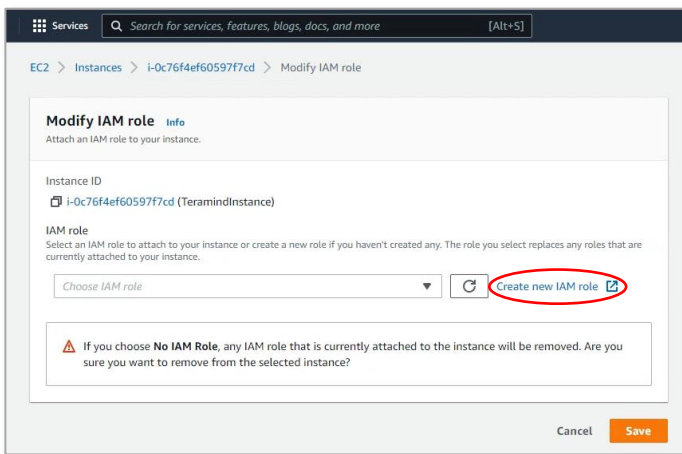 Services Search for services, features, blogs, docs, and more [Alt+S]
EC2 > Instances > i-0c76f4ef60597f7cd > Modify IAM role
Modify IAM role Info
Attach an IAM role to your instance.
Instance ID
i-0c76f4ef60597f7cd (TeramindInstance)
IAM role
Select an IAM role to attach to your instance or create a new role if you haven't created any. The role you select replaces any roles that are
currently attached to your instance.
Choose IAM role Create new IAM role
If you choose No IAM Role, any IAM role that is currently attached to the instance will be removed. Are you
sure you want to remove from the selected instance?
Cancel Save